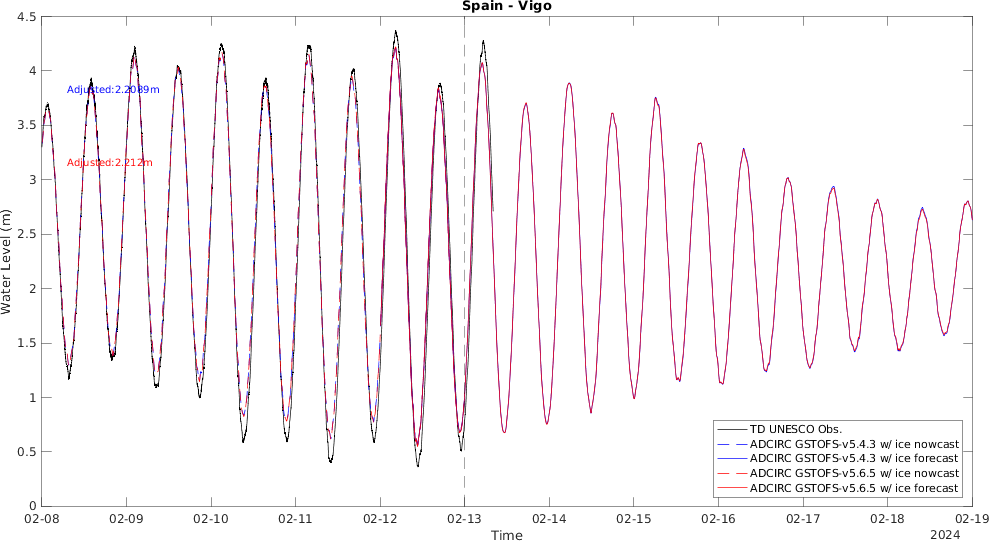 Spain - Vigo
4.5
4
3.5
3
2.5
2
1.5
1
0.5
0
Water Level (m)
Adjusted:2.2089m
Adjusted:2.212m
TD UNESCO Obs.
ADCIRC GSTOFS-v5.4.3 w/ ice nowcast
ADCIRC GSTOFS-v5.4.3 w/ ice forecast
ADCIRC GSTOFS-v5.6.5 w/ ice nowcast
ADCIRC GSTOFS-v5.6.5 w/ ice forecast
02-08 02-09 02-10 02-11 02-12 02-13 02-14 02-15 02-16 02-17 02-18 02-19
Time
2024